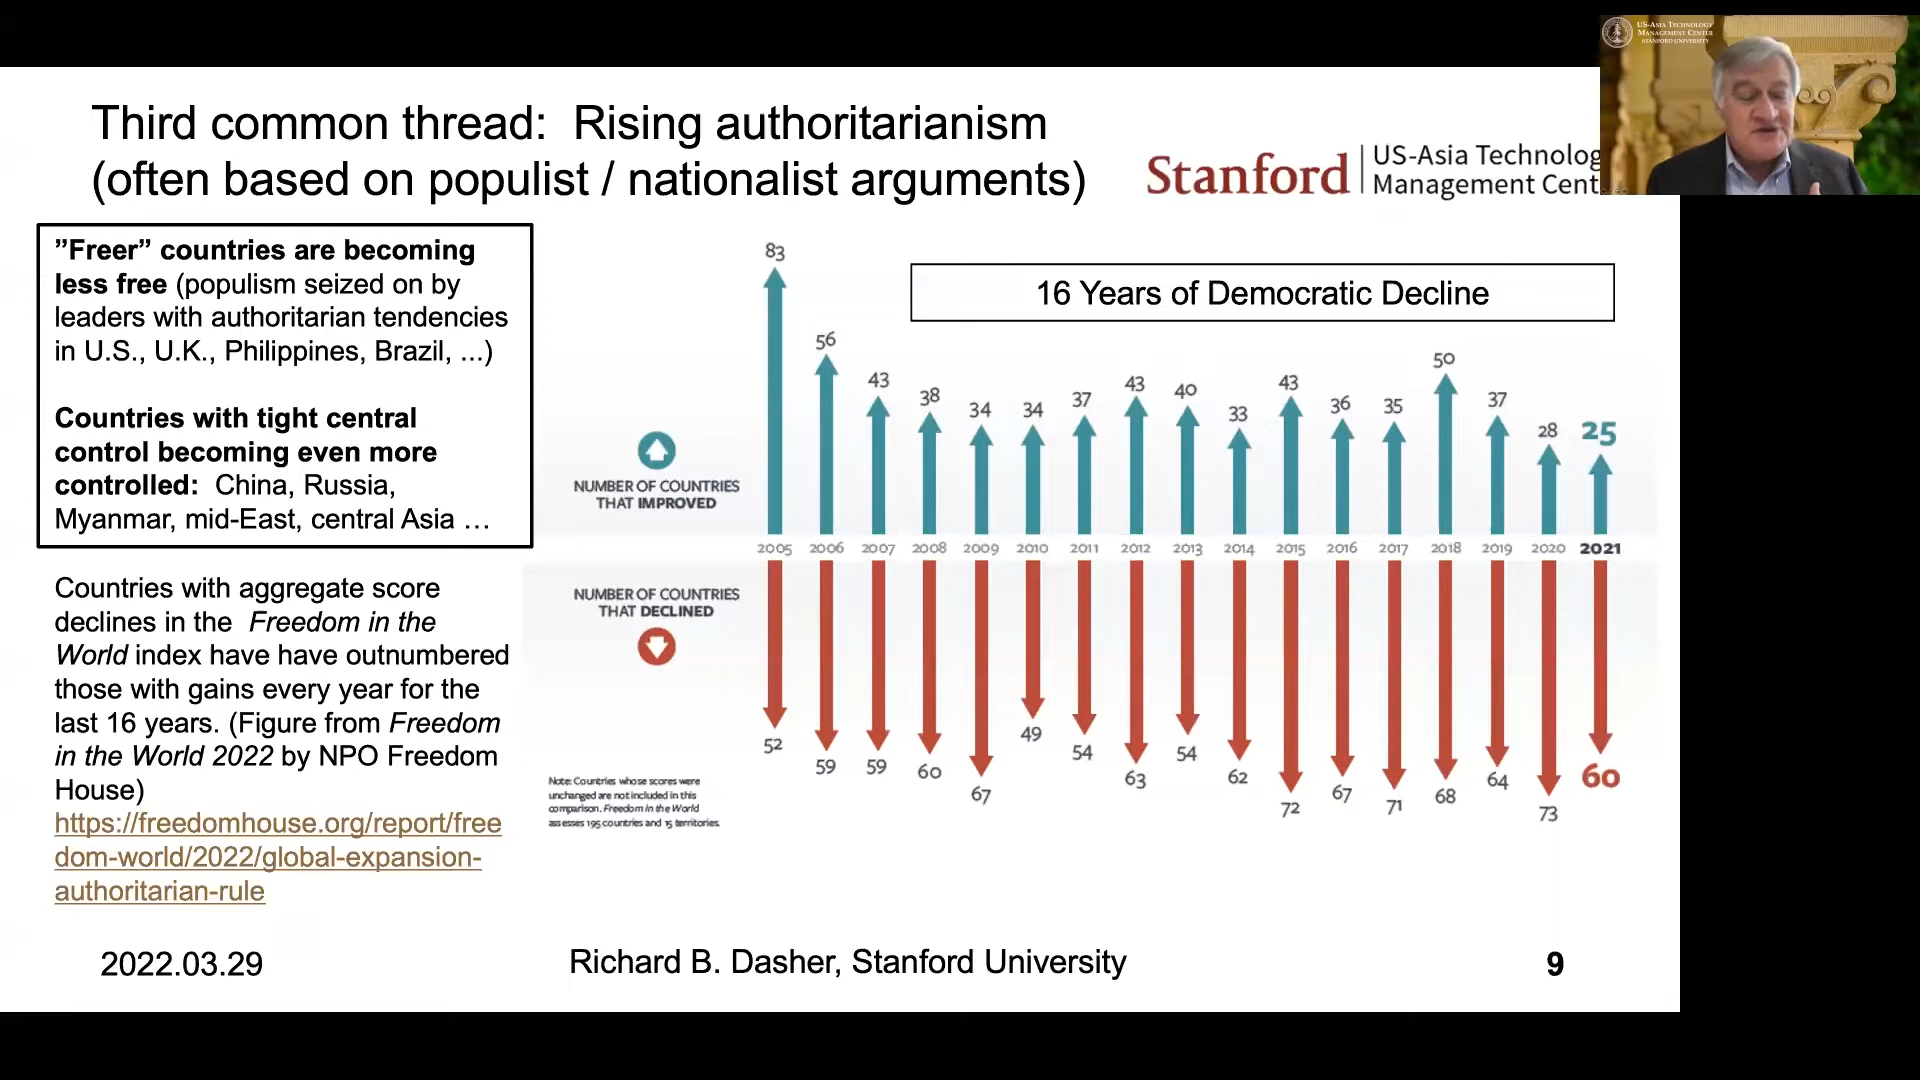 US-ASIA TECHNOLOGY
MANAGEMENT CENTER
STANFORD UNIVERSITY
Third common thread:  Rising authoritarianism
(often based on populist / nationalist arguments)
Stanford
US-Asia Technolog
Management Cent
”Freer” countries are becoming
less free (populism seized on by
leaders with authoritarian tendencies
in U.S., U.K., Philippines, Brazil, ...)
Countries with tight central
control becoming even more
controlled:  China, Russia,
Myanmar, mid-East, central Asia …
Countries with aggregate score
declines in the  Freedom in the
World index have have outnumbered
those with gains every year for the
last 16 years. (Figure from Freedom
in the World 2022 by NPO Freedom
House)
https://freedomhouse.org/report/free
dom-world/2022/global-expansion-
authoritarian-rule
16 Years of Democratic Decline
83 56 43 38 34 34 37 43 40 33 43 36 35 50 37 28 25
NUMBER OF COUNTRIES
THAT IMPROVED
2005 2006 2007 2008 2009 2010 2011 2012 2013 2014 2015 2016 2017 2018 2019 2020 2021
NUMBER OF COUNTRIES
THAT DECLINED
52 59 59 60 67 49 54 63 54 62 72 67 71 68 64 73 60
Note: Countries whose scores were
unchanged are not included in this
comparison. Freedom in the World
assesses 195 countries and 15 territories.
2022.03.29
Richard B. Dasher, Stanford University
9